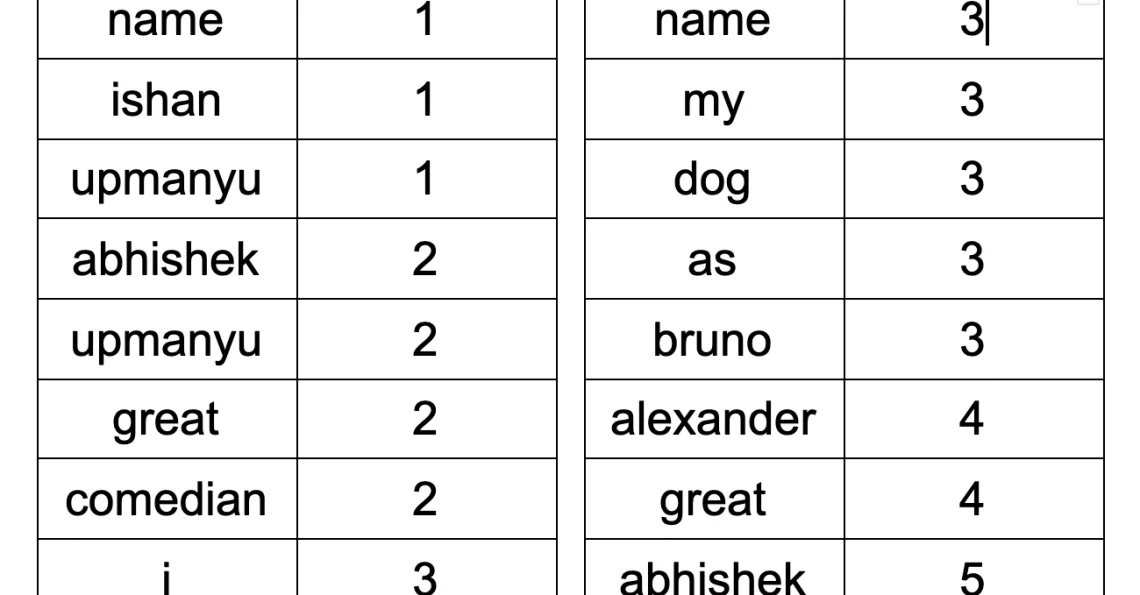 name 1
ishan 1
upmanyu 1
abhishek 2
upmanyu 2
great 2
comedian 2
i 3
name 3
my 3
dog 3
as 3
bruno 3
alexander 4
great 4
abhishek 5